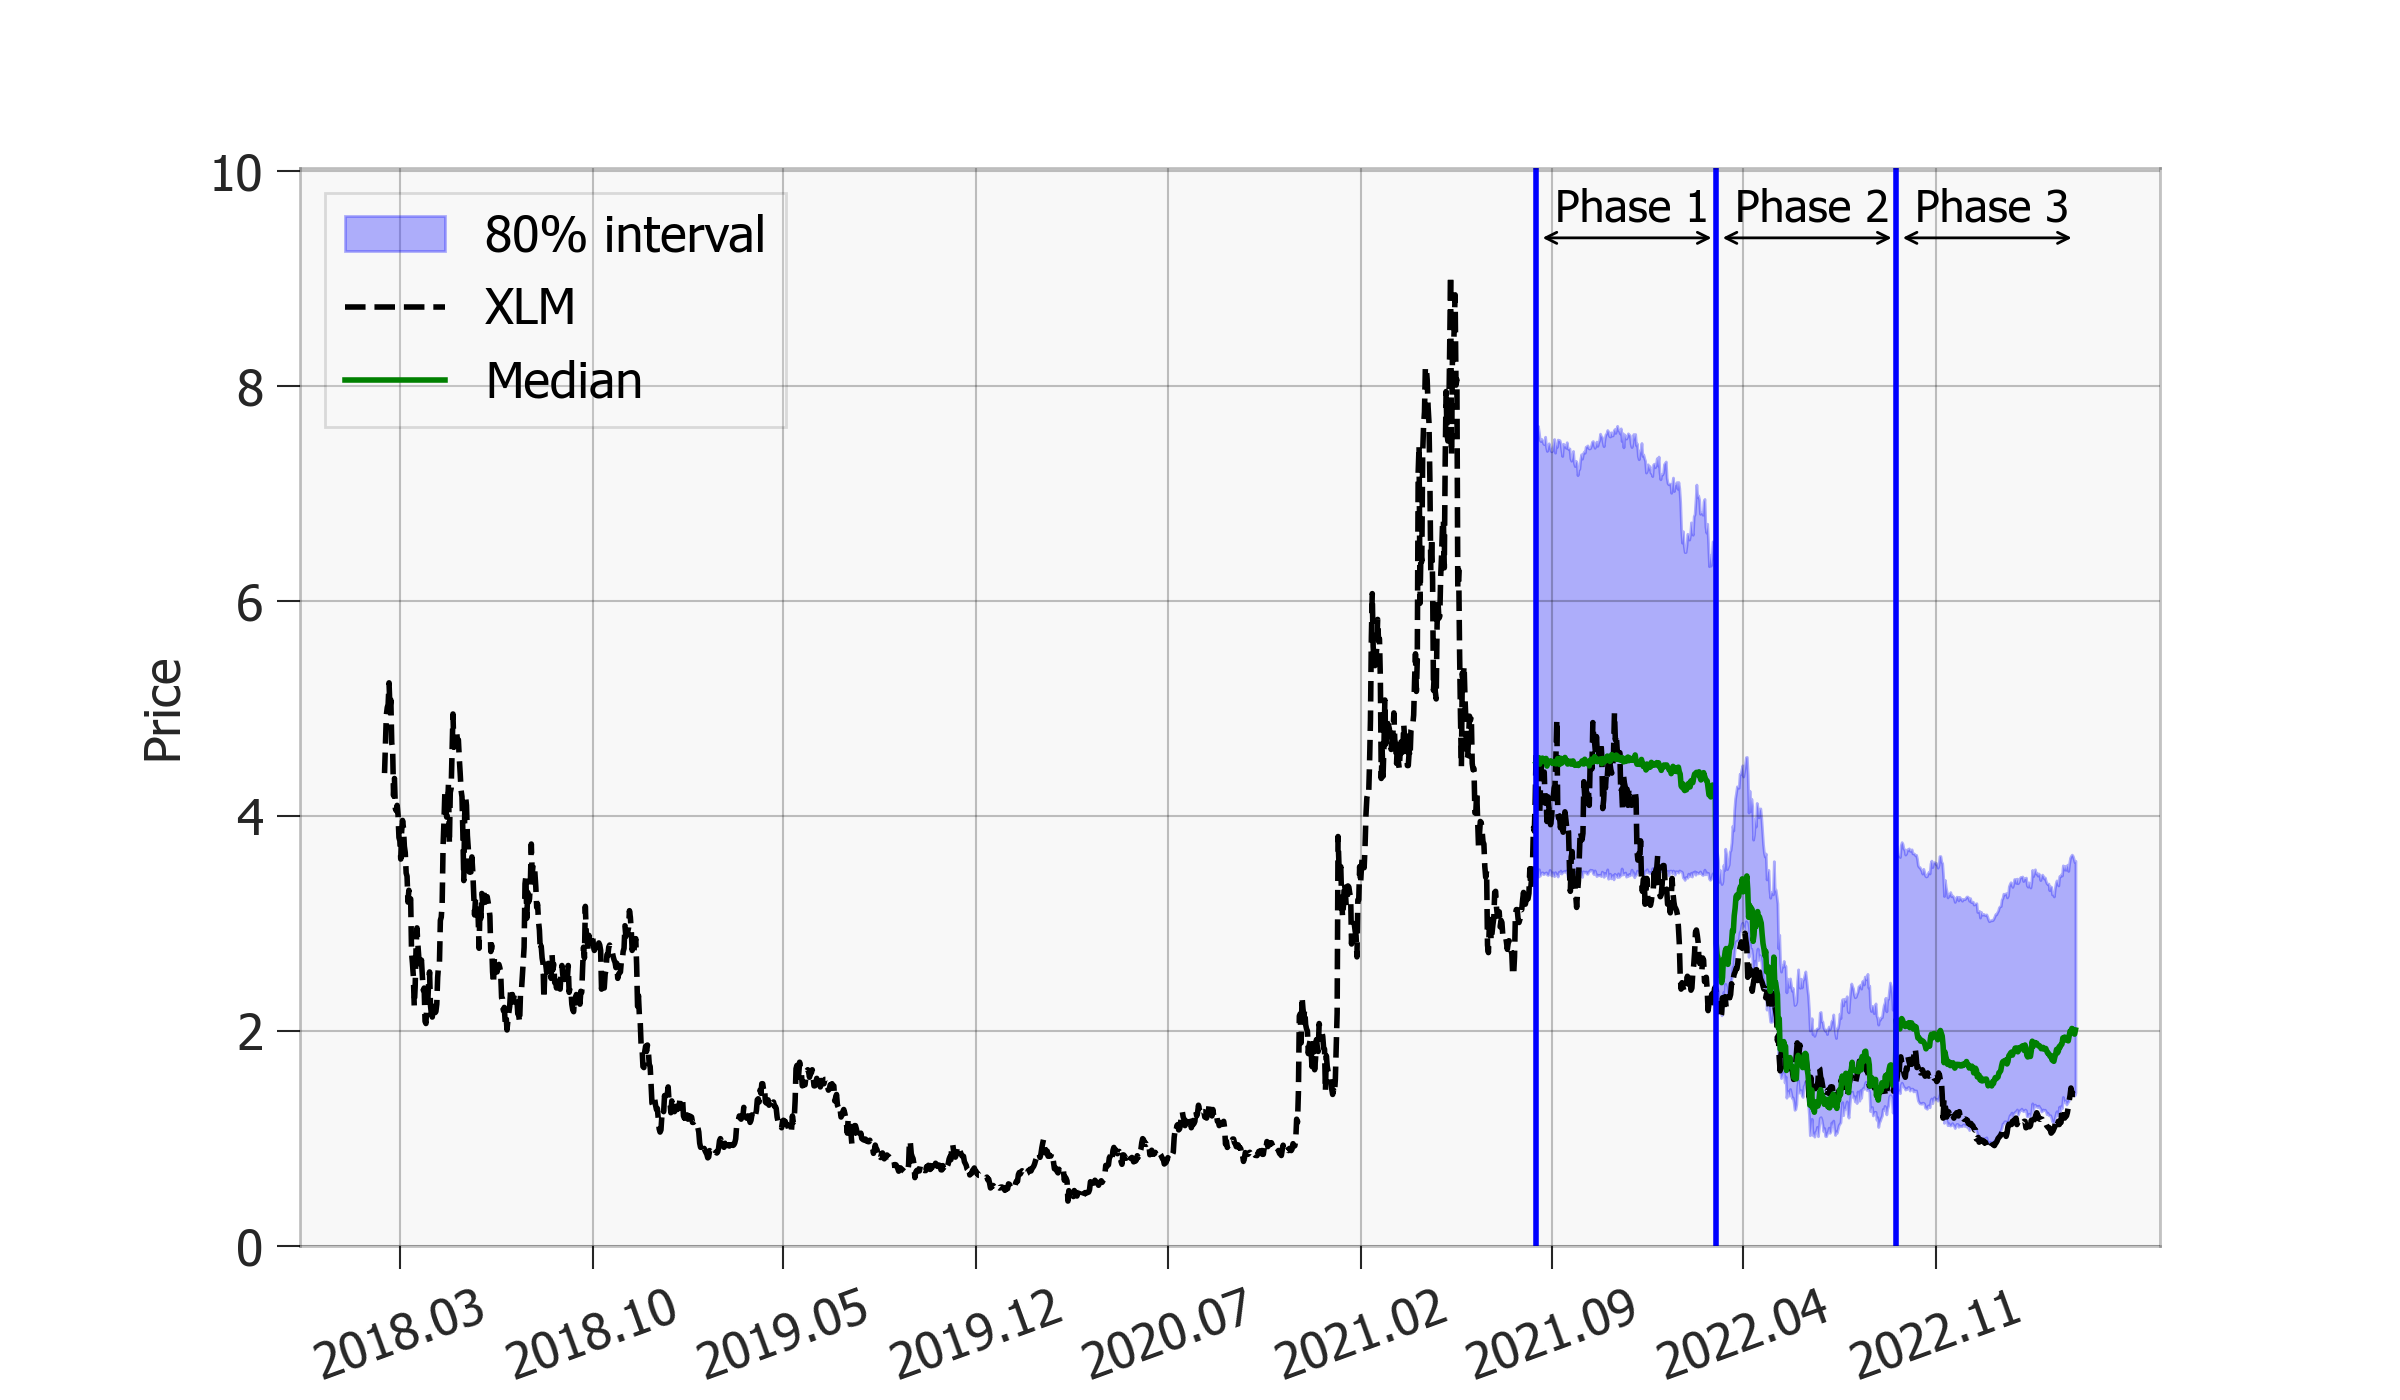 10
8
6
4
2
0
Price
80% interval
XLM
Median
Phase 1
Phase 2
Phase 3
2018.03
2018.10
2019.05
2019.12
2020.07
2021.02
2021.09
2022.04
2022.11